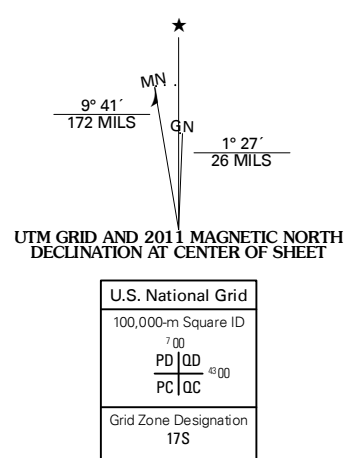 ★
MN
9° 41´
172 MILS
GN
1° 27´
26 MILS
UTM GRID AND 2011 MAGNETIC NORTH
DECLINATION AT CENTER OF SHEET
U.S. National Grid
100,000-m Square ID
⁷00
PD QD
⁴³00
PC QC
Grid Zone Designation
17S